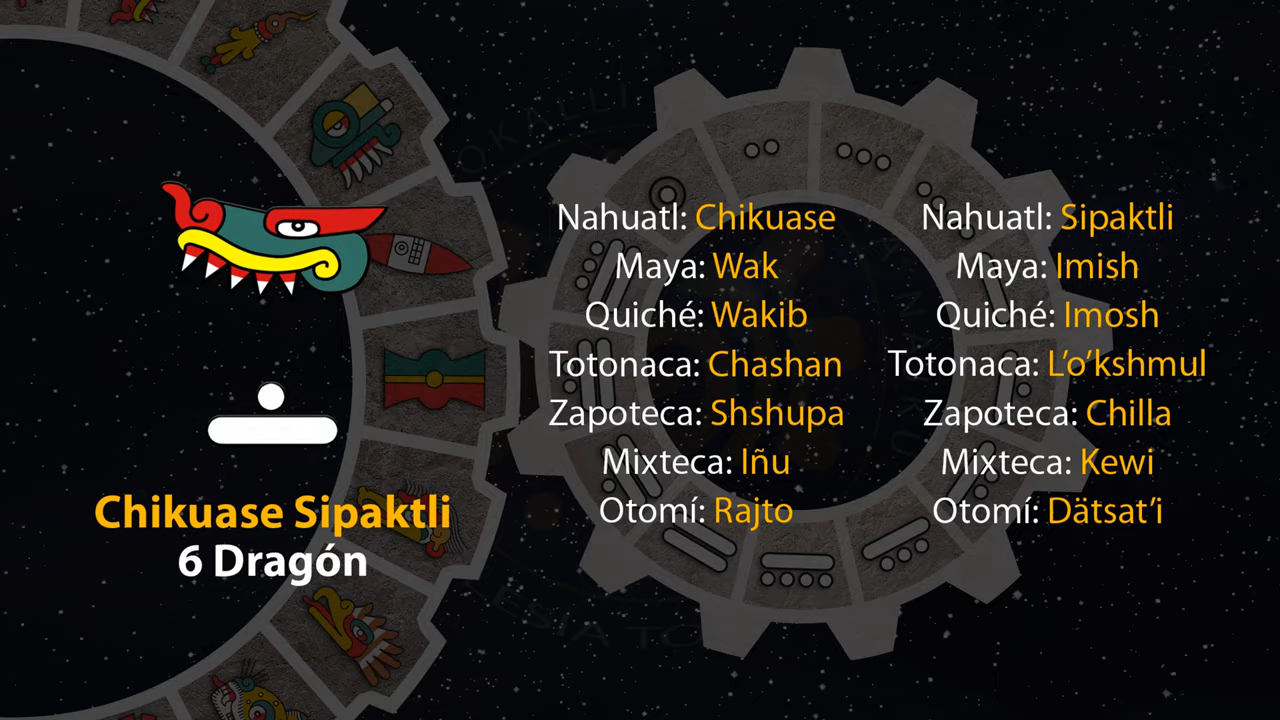 Nahuatl: Chikuase
Maya: Wak
Quiché: Wakib
Totonaca: Chashan
Zapoteca: Shshupa
Mixteca: Iñu
Otomí: Rajto
Nahuatl: Sipaktli
Maya: Imish
Quiché: Imosh
Totonaca: L'o'kshmul
Zapoteca: Chilla
Mixteca: Kewi
Otomí: Dätsat'i
Chikuase Sipaktli
6 Dragón